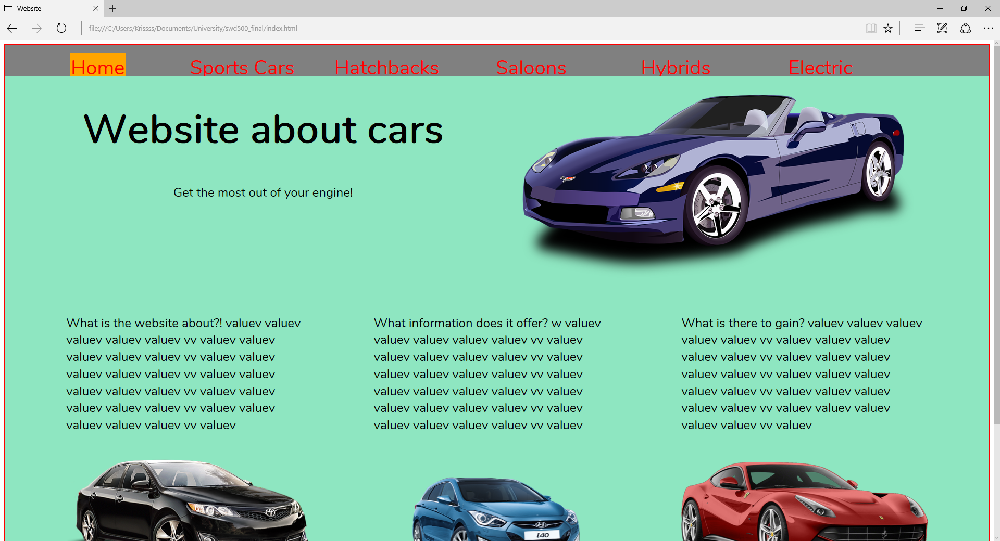 Website
file:///C:/Users/Krissss/Documents/University/swd500_final/index.html
Home Sports Cars Hatchbacks Saloons Hybrids Electric
Website about cars
Get the most out of your engine!
What is the website about?! valuev valuev
valuev valuev valuev vv valuev valuev
valuev valuev valuev vv valuev valuev
valuev valuev valuev vv valuev valuev
valuev valuev valuev vv valuev valuev
valuev valuev valuev vv valuev valuev
valuev valuev valuev vv valuev
What information does it offer? w valuev
valuev valuev valuev valuev vv valuev
valuev valuev valuev valuev vv valuev
valuev valuev valuev valuev vv valuev
valuev valuev valuev valuev vv valuev
valuev valuev valuev valuev vv valuev
valuev valuev valuev valuev vv valuev
What is there to gain? valuev valuev valuev
valuev valuev vv valuev valuev valuev
valuev valuev vv valuev valuev valuev
valuev valuev vv valuev valuev valuev
valuev valuev vv valuev valuev valuev
valuev valuev vv valuev valuev valuev
valuev valuev vv valuev
i40